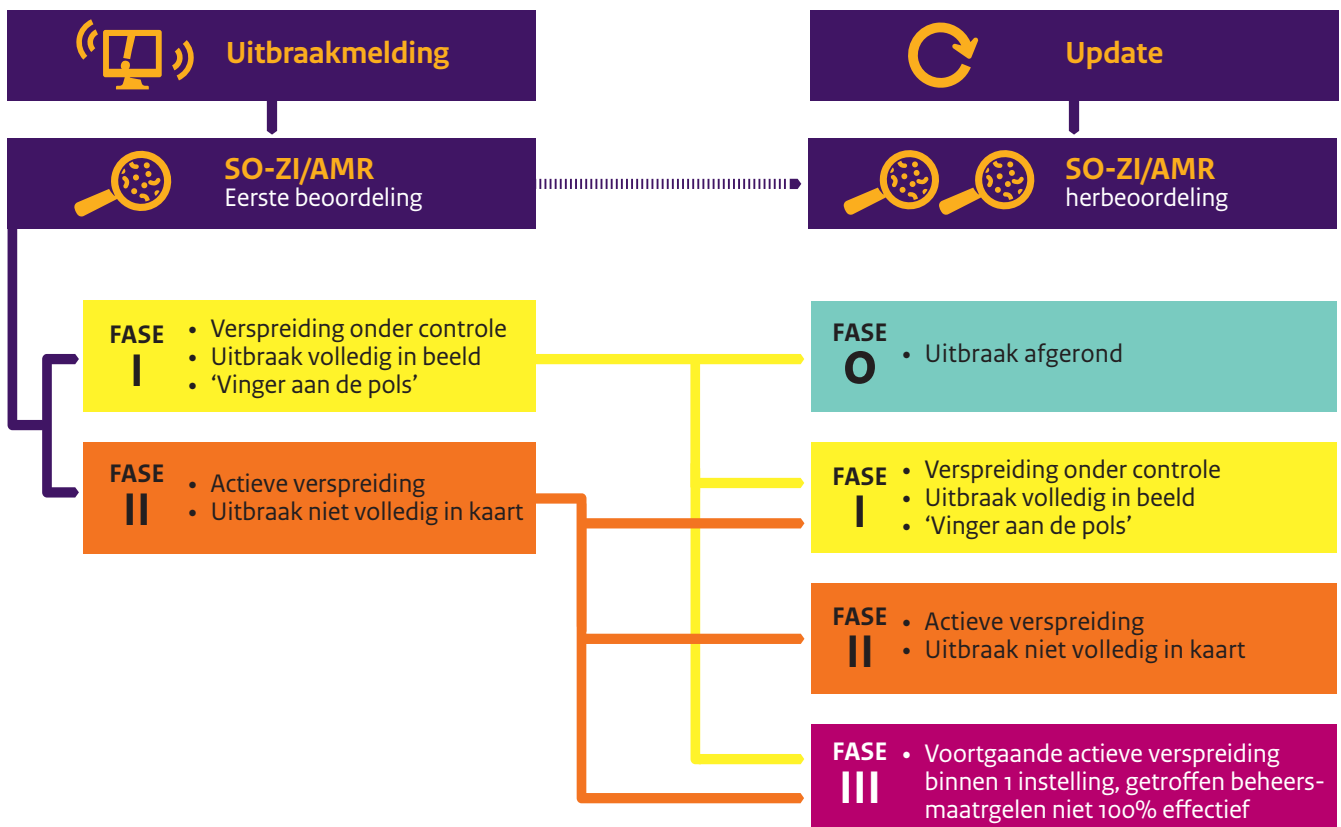 Uitbraakmelding
SO-ZI/AMR
Eerste beoordeling
FASE
I
• Verspreiding onder controle
• Uitbraak volledig in beeld
• ‘Vinger aan de pols’
FASE
II
• Actieve verspreiding
• Uitbraak niet volledig in kaart
Update
SO-ZI/AMR
herbeoordeling
FASE
0
• Uitbraak afgerond
FASE
I
• Verspreiding onder controle
• Uitbraak volledig in beeld
• ‘Vinger aan de pols’
FASE
II
• Actieve verspreiding
• Uitbraak niet volledig in kaart
FASE
III
• Voortgaande actieve verspreiding
binnen 1 instelling, getroffen beheers-
maatrgelen niet 100% effectief